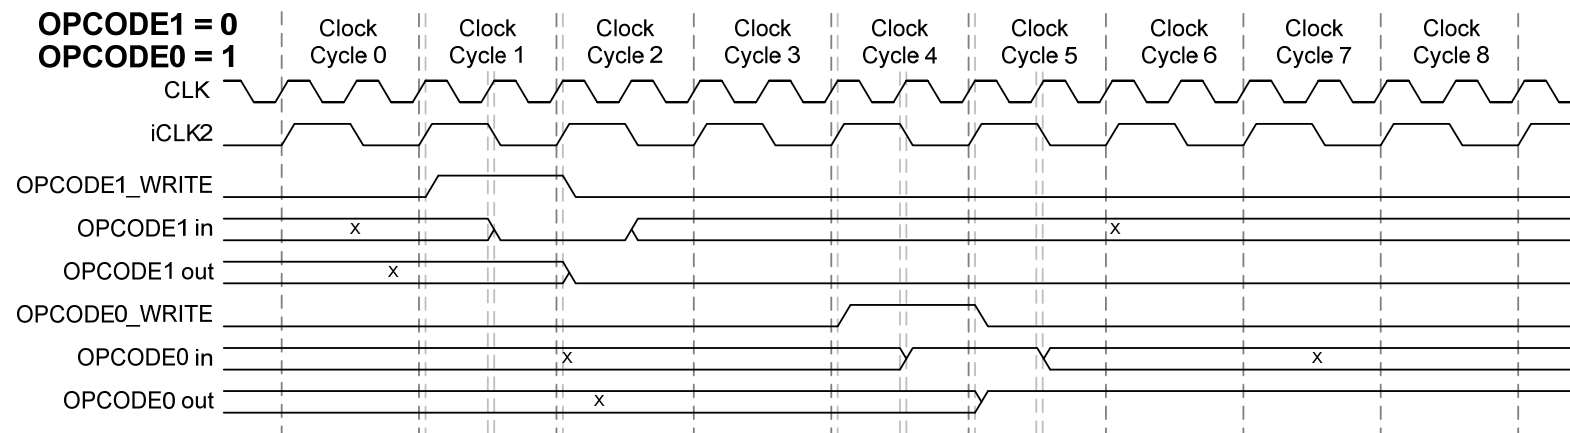 OPCODE1 = 0
OPCODE0 = 1
Clock Cycle 0
Clock Cycle 1
Clock Cycle 2
Clock Cycle 3
Clock Cycle 4
Clock Cycle 5
Clock Cycle 6
Clock Cycle 7
Clock Cycle 8
CLK
iCLK2
OPCODE1_WRITE
OPCODE1 in
x
x
OPCODE1 out
x
OPCODE0_WRITE
OPCODE0 in
x
x
OPCODE0 out
x